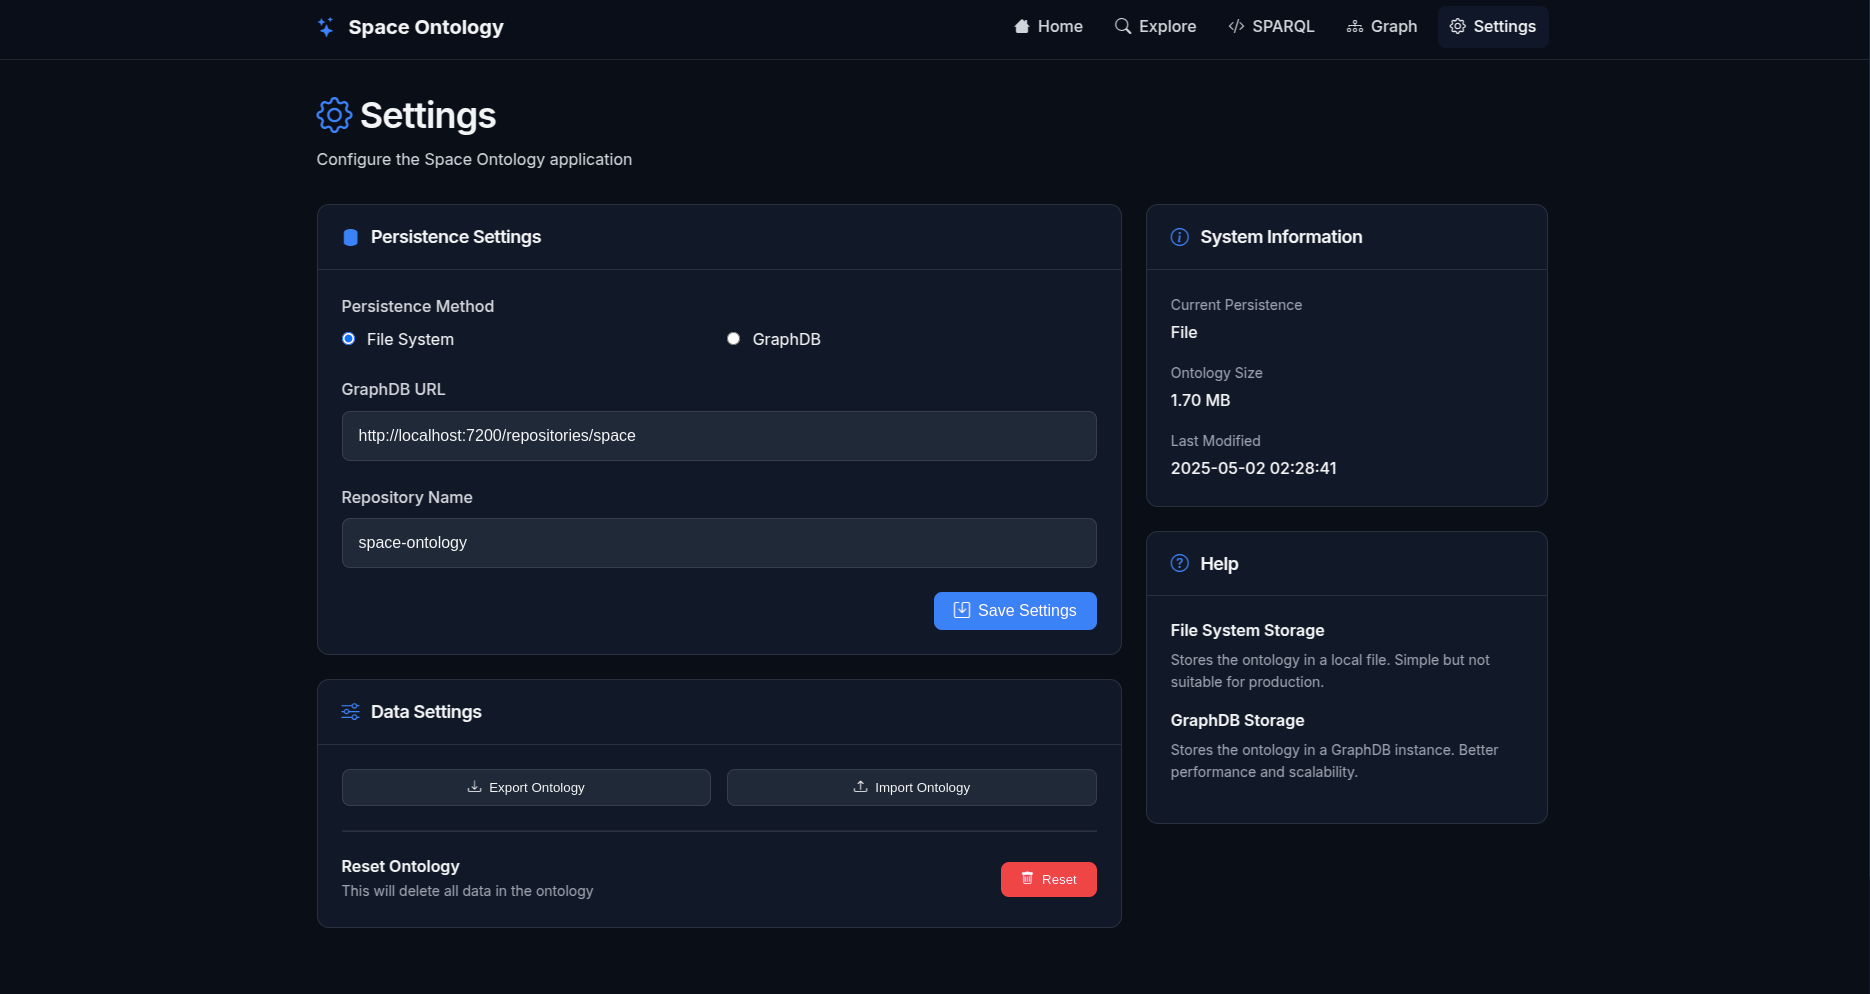 Space Ontology
Home
Explore
SPARQL
Graph
Settings
Settings
Configure the Space Ontology application
Persistence Settings
Persistence Method
File System
GraphDB
GraphDB URL
http://localhost:7200/repositories/space
Repository Name
space-ontology
Save Settings
Data Settings
Export Ontology
Import Ontology
Reset Ontology
This will delete all data in the ontology
Reset
System Information
Current Persistence
File
Ontology Size
1.70 MB
Last Modified
2025-05-02 02:28:41
Help
File System Storage
Stores the ontology in a local file. Simple but not
suitable for production.
GraphDB Storage
Stores the ontology in a GraphDB instance. Better
performance and scalability.